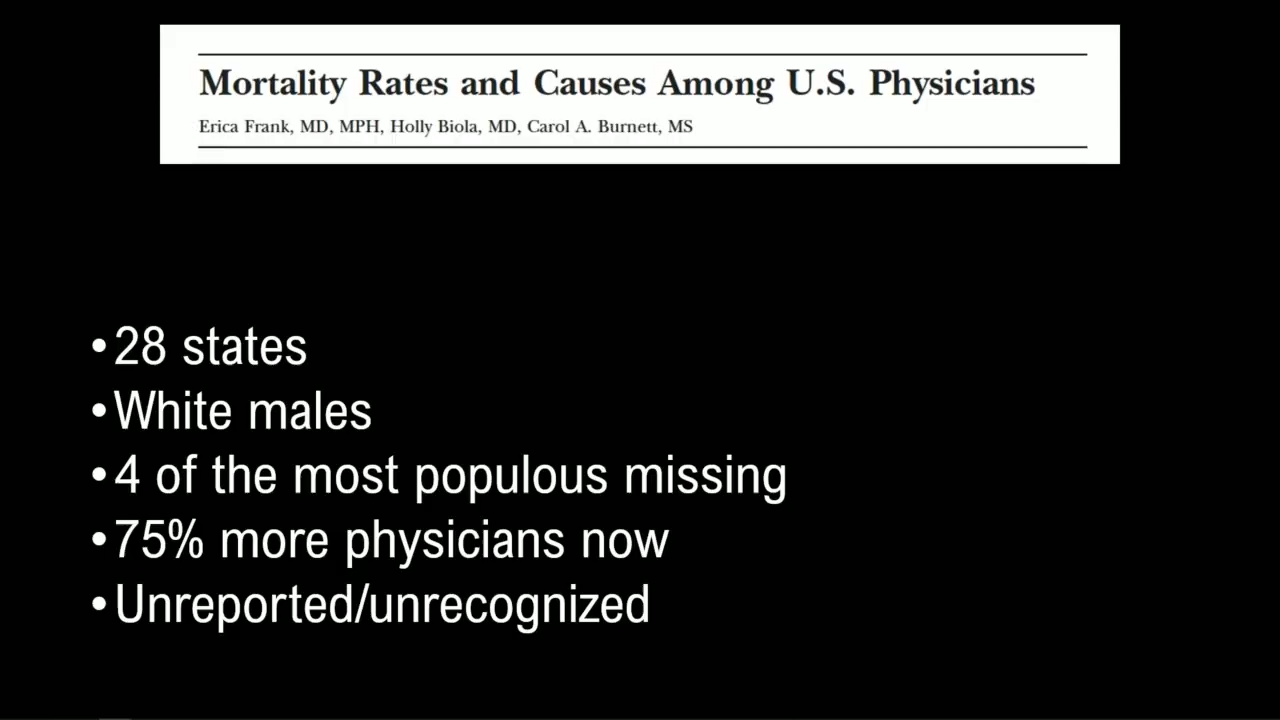 Mortality Rates and Causes Among U.S. Physicians
Erica Frank, MD, MPH, Holly Biola, MD, Carol A. Burnett, MS
•28 states
•White males
•4 of the most populous missing
•75% more physicians now
•Unreported/unrecognized